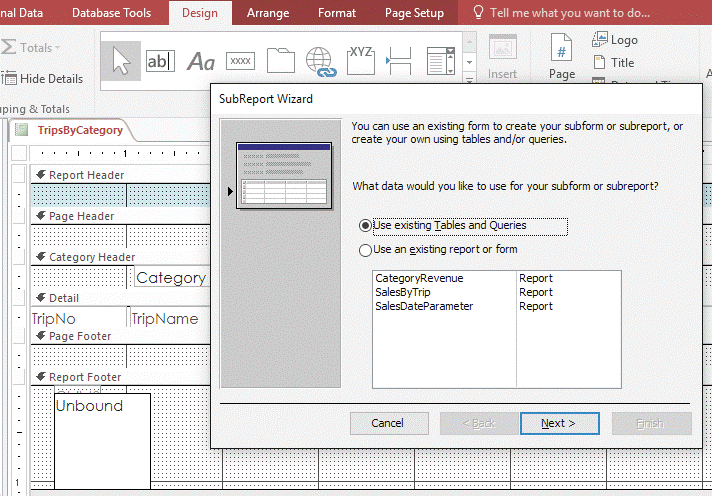 nal Data Database Tools Design Arrange Format Page Setup Tell me what you want to do...
Totals
Hide Details
ping & Totals
ab|
Aa
xxxx
XYZ
Insert
Page
Logo
Title
TripsByCategory
1
Report Header
Page Header
Category Header
Category
Detail
TripNo TripName
Page Footer
Report Footer
Unbound
1
SubReport Wizard
You can use an existing form to create your subform or subreport, or
create your own using tables and/or queries.
What data would you like to use for your subform or subreport?
Use existing Tables and Queries
Use an existing report or form
CategoryRevenue Report
SalesByTrip Report
SalesDateParameter Report
Cancel < Back Next > Finish